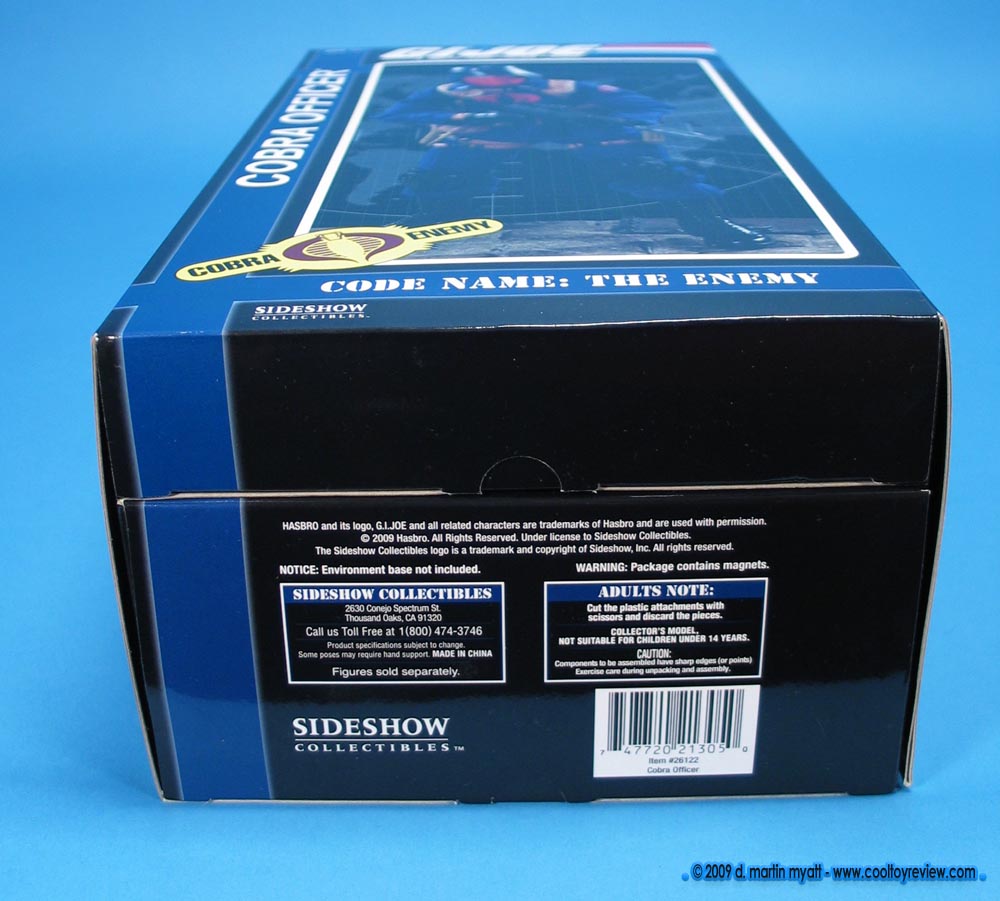 G.I.JOE
COBRA OFFICER
COBRA ENEMY
CODE NAME: THE ENEMY
SIDESHOW
COLLECTIBLES™
HASBRO and its logo, G.I.JOE and all related characters are trademarks of Hasbro and are used with permission.
© 2009 Hasbro. All Rights Reserved. Under license to Sideshow Collectibles.
The Sideshow Collectibles logo is a trademark and copyright of Sideshow, Inc. All rights reserved.
NOTICE: Environment base not included.
SIDESHOW COLLECTIBLES
2630 Conejo Spectrum St.
Thousand Oaks, CA 91320
Call us Toll Free at 1(800) 474-3746
Product specifications subject to change.
Some poses may require hand support. MADE IN CHINA
Figures sold separately.
WARNING: Package contains magnets.
ADULTS NOTE:
Cut the plastic attachments with
scissors and discard the pieces.
COLLECTOR'S MODEL,
NOT SUITABLE FOR CHILDREN UNDER 14 YEARS.
CAUTION:
Components to be assembled have sharp edges (or points)
Exercise care during unpacking and assembly.
SIDESHOW
COLLECTIBLES™
7 47720 21305 0
Item #26122
Cobra Officer
© 2009 d. martin myatt - www.cooltoyreview.com